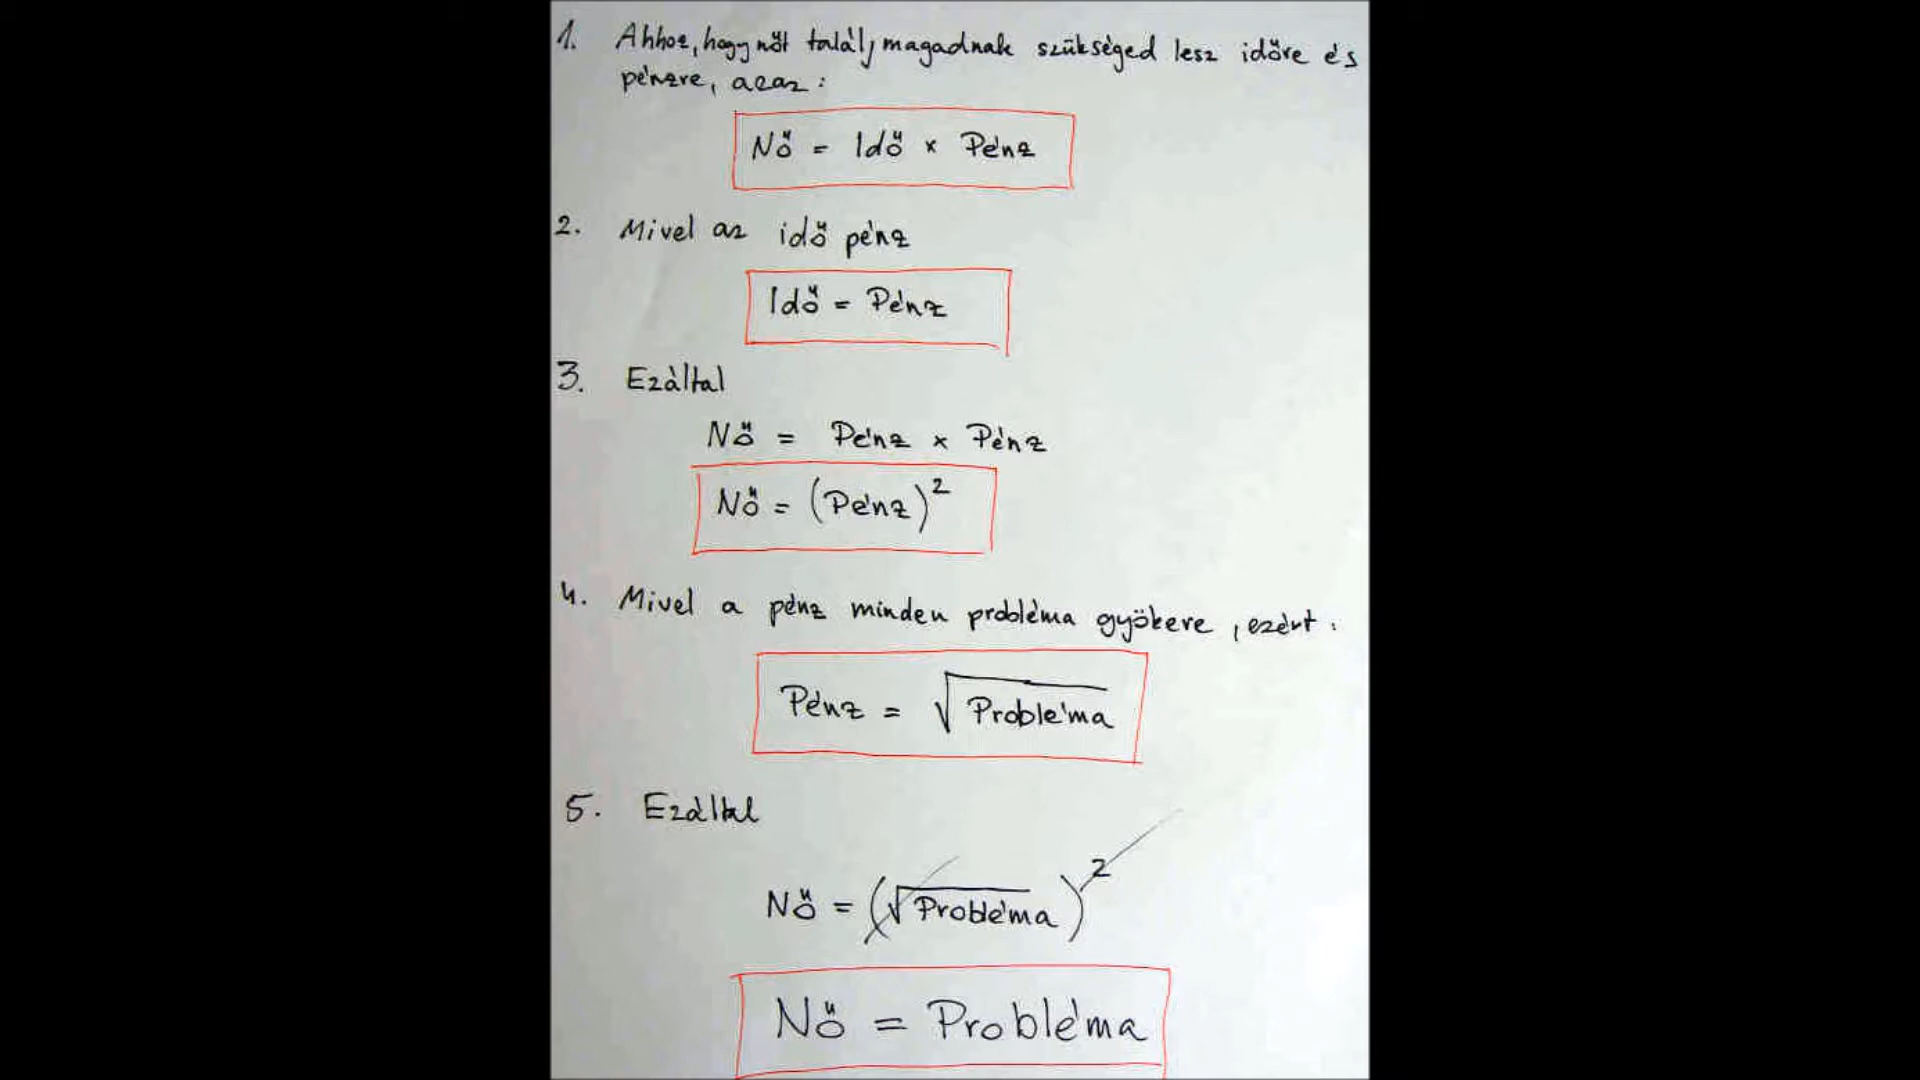 1. Ahhoz, hogy nőt találj magadnak szükséged lesz időre és
pénzre, azaz:
Nő = Idő × Pénz
2. Mivel az idő pénz
Idő = Pénz
3. Ezáltal
Nő = Pénz × Pénz
Nő = (Pénz)²
4. Mivel a pénz minden probléma gyökere, ezért:
Pénz = √Probléma
5. Ezáltal
Nő = (√Probléma)²
Nő = Probléma